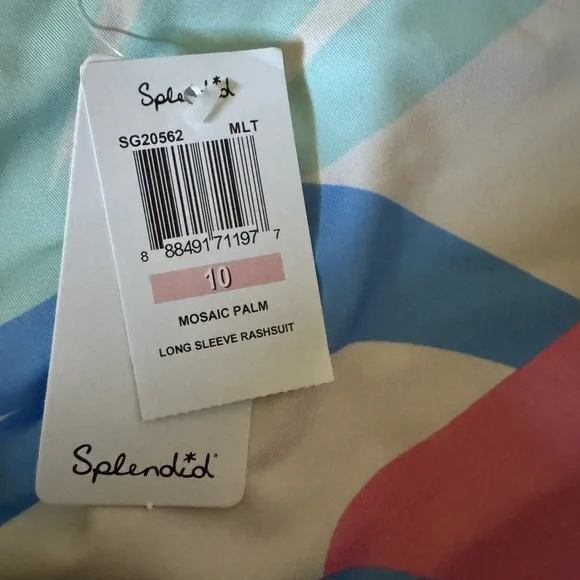 Splendid
SG20562 MLT
8 88491 71197 7
10
MOSAIC PALM
LONG SLEEVE RASHSUIT
Splendid